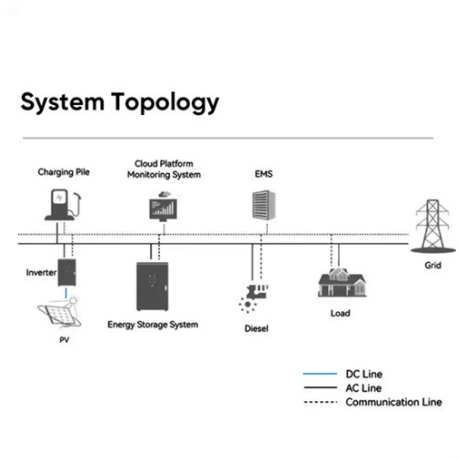 System Topology
Charging Pile
Cloud Platform
Monitoring System
EMS
Grid
Inverter
PV
Energy Storage System
Diesel
Load
DC Line
AC Line
Communication Line